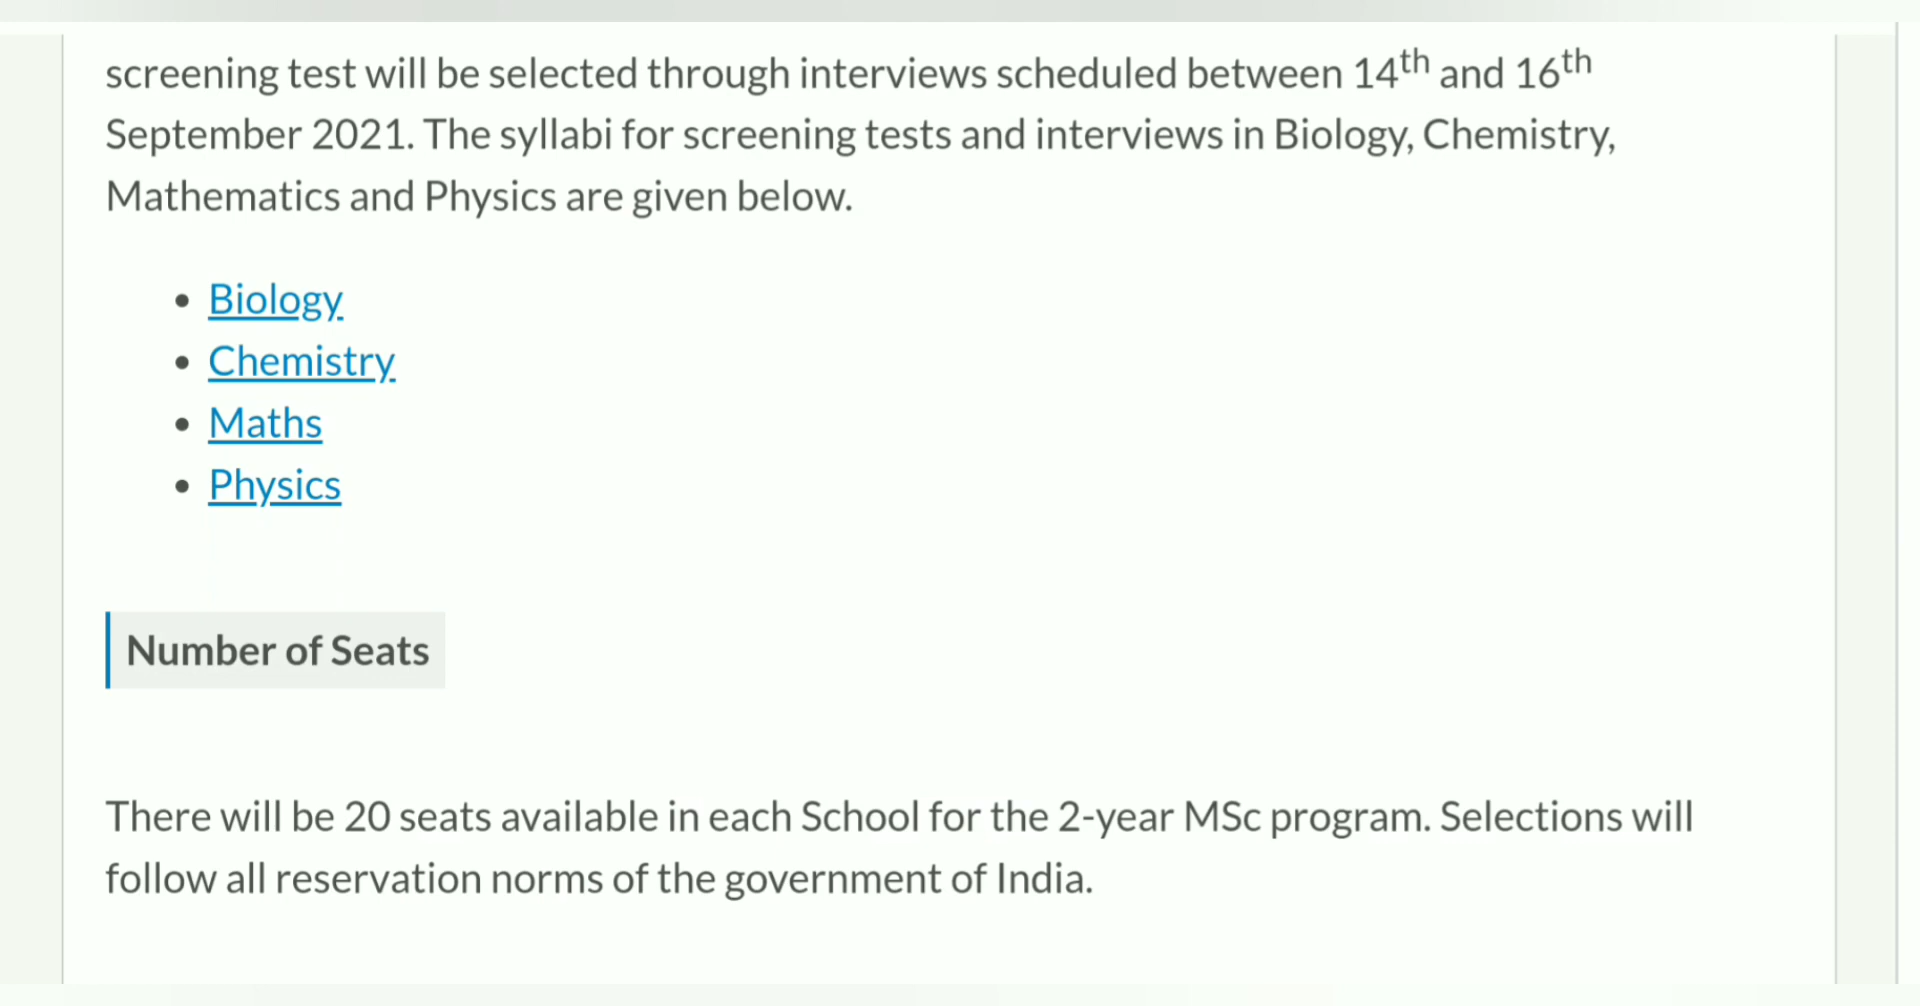 screening test will be selected through interviews scheduled between 14th and 16th
September 2021. The syllabi for screening tests and interviews in Biology, Chemistry,
Mathematics and Physics are given below.
• Biology
• Chemistry
• Maths
• Physics
Number of Seats
There will be 20 seats available in each School for the 2-year MSc program. Selections will
follow all reservation norms of the government of India.